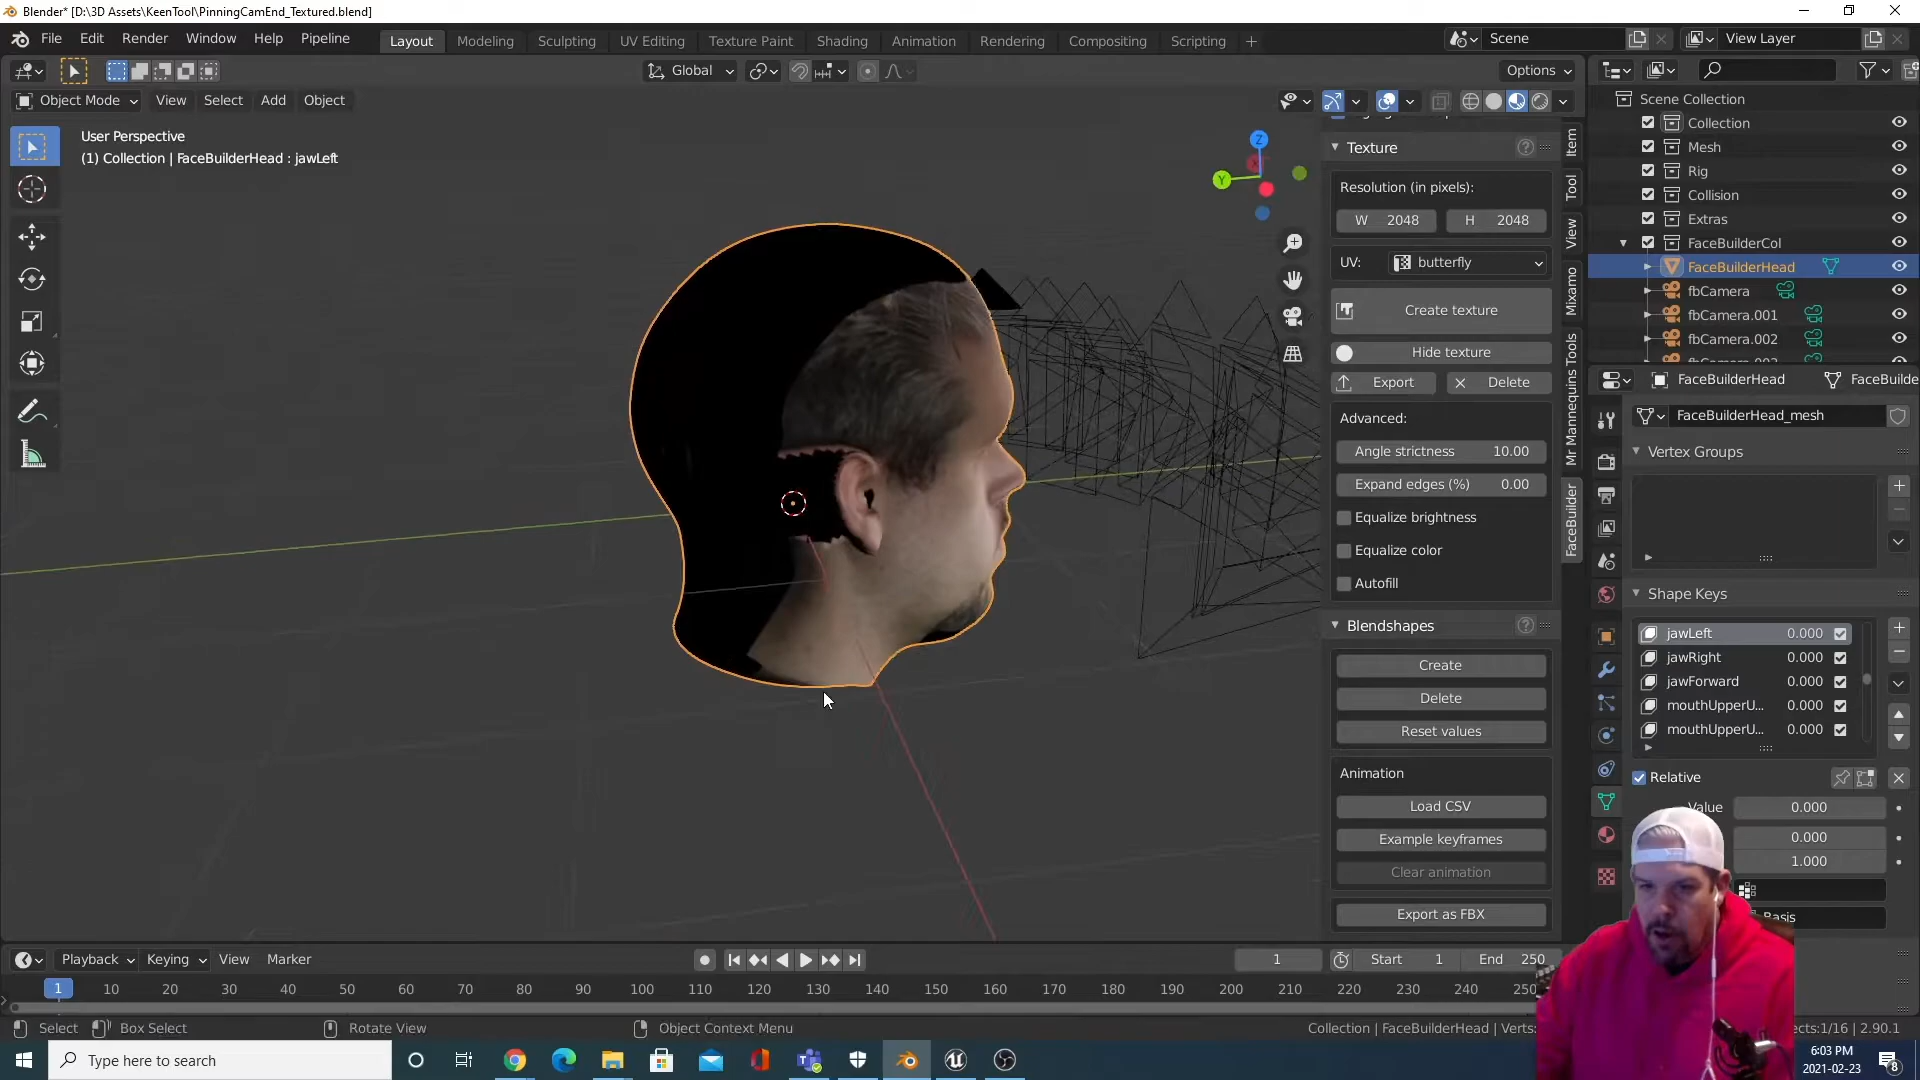 Blender* [D:\3D Assets\KeenTool\PinningCamEnd_Textured.blend]
File Edit Render Window Help Pipeline Layout Modeling Sculpting UV Editing Texture Paint Shading Animation Rendering Compositing Scripting + Scene View Layer
Global Options
Object Mode View Select Add Object
User Perspective
(1) Collection | FaceBuilderHead : jawLeft
Z
X
Y
Texture
Resolution (in pixels):
W 2048 H 2048
UV: butterfly
Create texture
Hide texture
Export Delete
Advanced:
Angle strictness 10.00
Expand edges (%) 0.00
Equalize brightness
Equalize color
Autofill
Blendshapes
Create
Delete
Reset values
Animation
Load CSV
Example keyframes
Clear animation
Export as FBX
Item
Tool
View
Mixamo
Mr Mannequins Tools
FaceBuilder
Scene Collection
Collection
Mesh
Rig
Collision
Extras
FaceBuilderCol
FaceBuilderHead
fbCamera
fbCamera.001
fbCamera.002
FaceBuilderHead FaceBuilde
FaceBuilderHead_mesh
Vertex Groups
Shape Keys
jawLeft 0.000
jawRight 0.000
jawForward 0.000
mouthUpperU... 0.000
mouthUpperU... 0.000
Relative
Value 0.000
0.000
1.000
Basis
Playback Keying View Marker 1 Start 1 End 250
1 10 20 30 40 50 60 70 80 90 100 110 120 130 140 150 160 170 180 190 200 210 220 230 240 250
Select Box Select Rotate View Object Context Menu Collection | FaceBuilderHead | Verts: ects:1/16 | 2.90.1
Type here to search
6:03 PM
2021-02-23
8